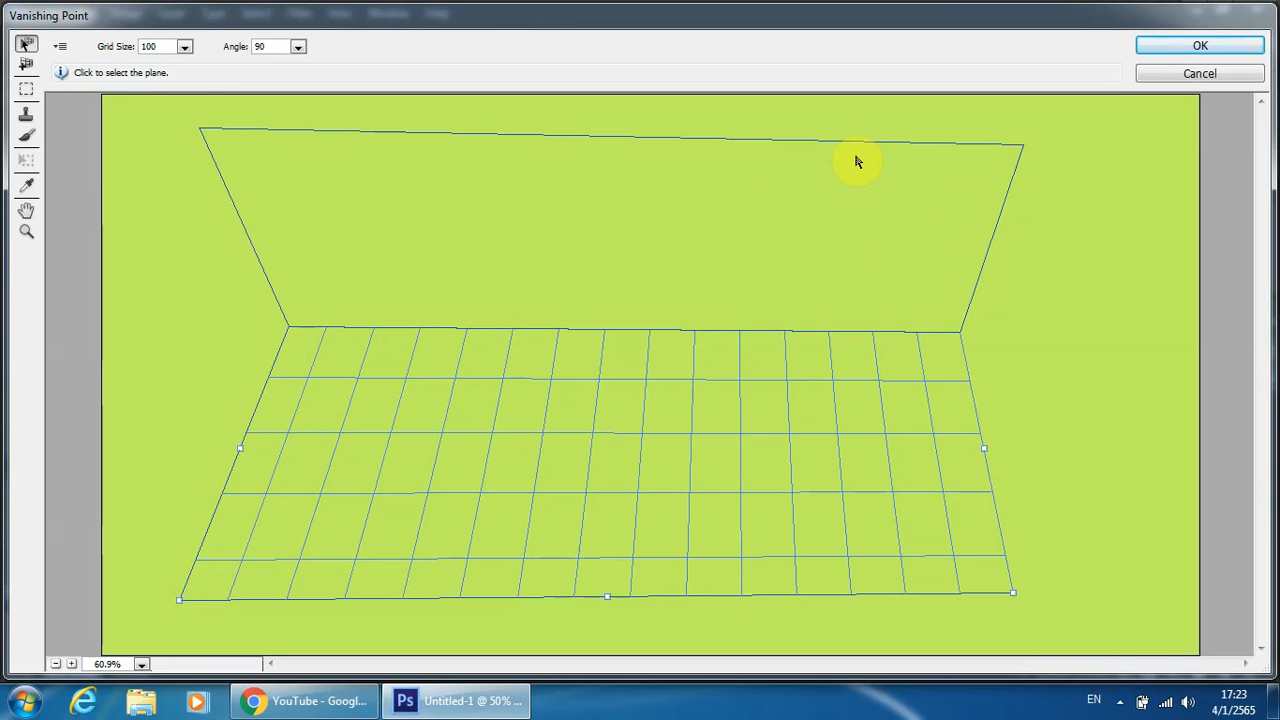 Vanishing Point
Grid Size: 100 Angle: 90
OK
Click to select the plane.
Cancel
60.9%
YouTube - Googl...
Ps Untitled-1 @ 50% ...
EN
17:23
4/1/2565